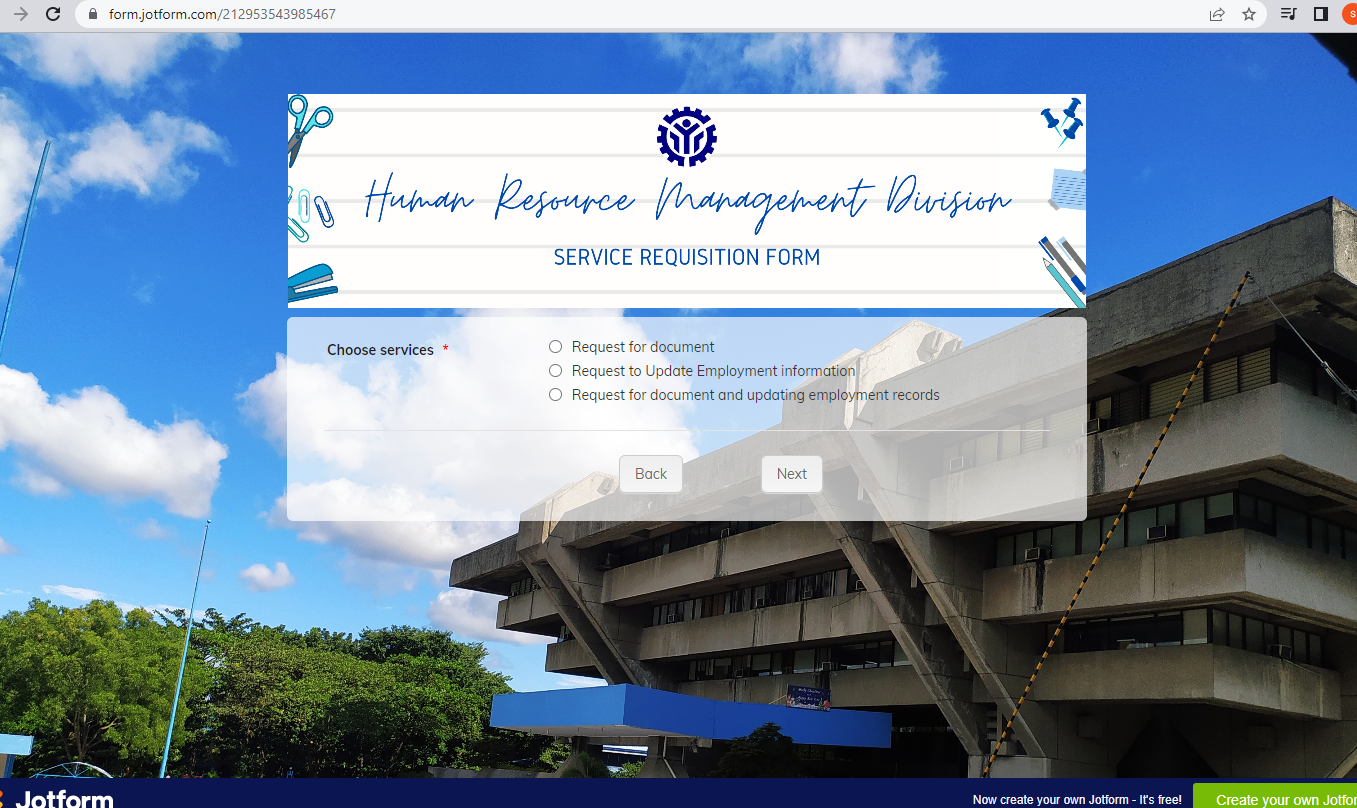 form.jotform.com/212953543985467
S
Human Resource Management Division
SERVICE REQUISITION FORM
Choose services *
Request for document
Request to Update Employment information
Request for document and updating employment records
Back
Next
Jotform
Now create your own Jotform - It's free!
Create your own Jotfor